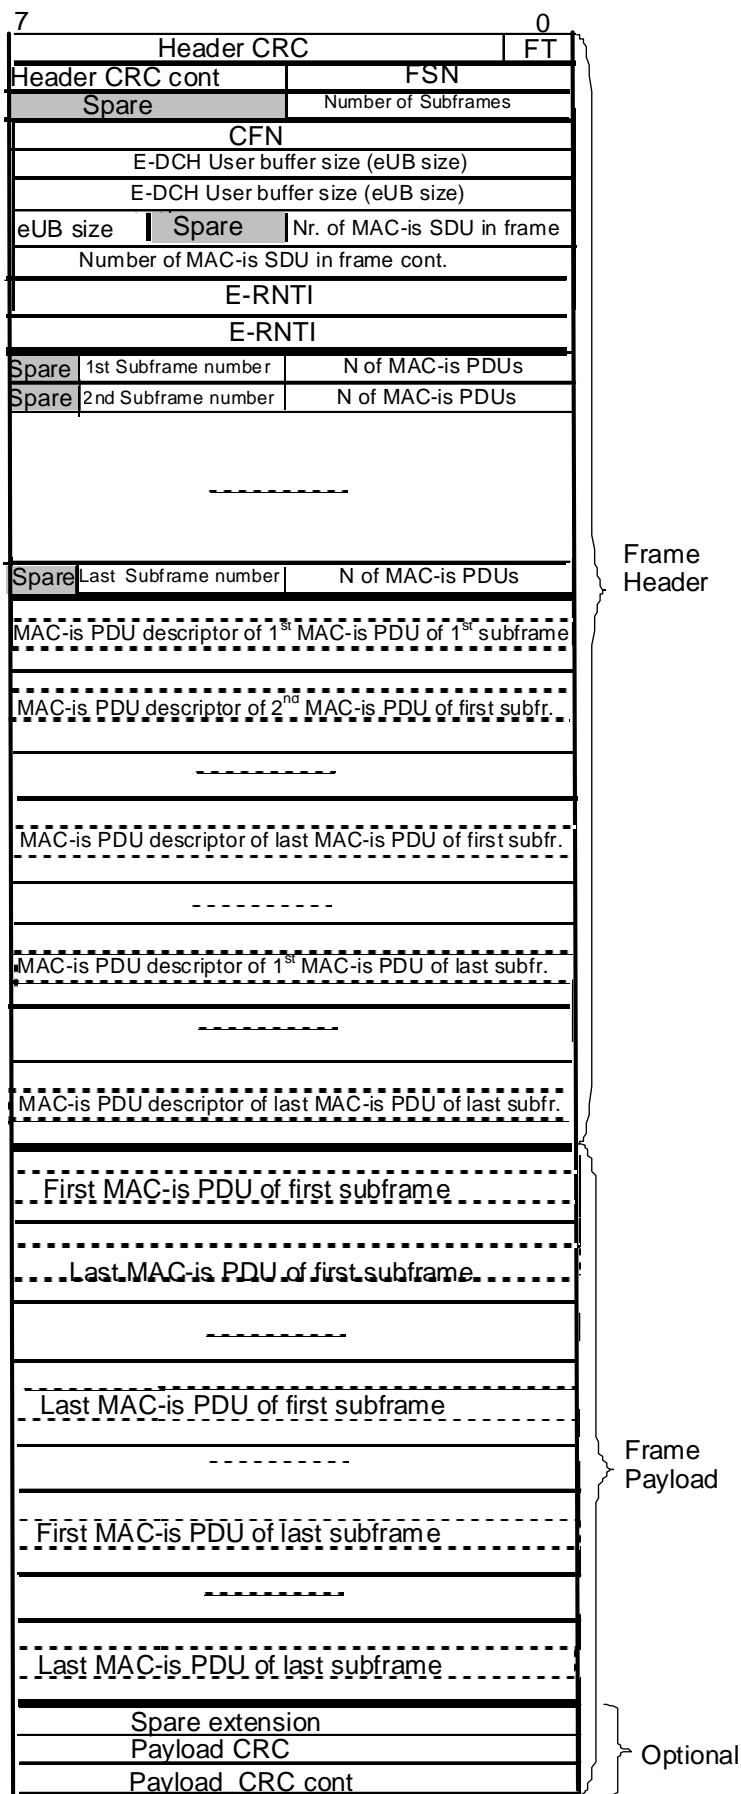 7 0
Header CRC FT
Header CRC cont FSN
Spare Number of Subframes
CFN
E-DCH User buffer size (eUB size)
E-DCH User buffer size (eUB size)
eUB size Spare Nr. of MAC-is SDU in frame
Number of MAC-is SDU in frame cont.
E-RNTI
E-RNTI
Spare 1st Subframe number N of MAC-is PDUs
Spare 2nd Subframe number N of MAC-is PDUs
Spare Last Subframe number N of MAC-is PDUs
Frame
Header
MAC-is PDU descriptor of 1st MAC-is PDU of 1st subframe
MAC-is PDU descriptor of 2nd MAC-is PDU of first subfr.
MAC-is PDU descriptor of last MAC-is PDU of first subfr.
MAC-is PDU descriptor of 1st MAC-is PDU of last subfr.
MAC-is PDU descriptor of last MAC-is PDU of last subfr.
First MAC-is PDU of first subframe
Last MAC-is PDU of first subframe
Last MAC-is PDU of first subframe
Frame
Payload
First MAC-is PDU of last subframe
Last MAC-is PDU of last subframe
Spare extension
Payload CRC
Optional
Payload CRC cont